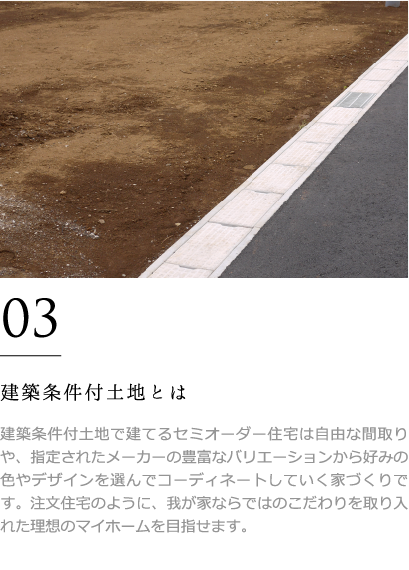 03
建築条件付土地とは
建築条件付土地で建てるセミオーダー住宅は自由な間取り
や、指定されたメーカーの豊富なバリエーションから好みの
色やデザインを選んでコーディネートしていく家づくりで
す。注文住宅のように、我が家ならではのこだわりを取り入
れた理想のマイホームを目指せます。